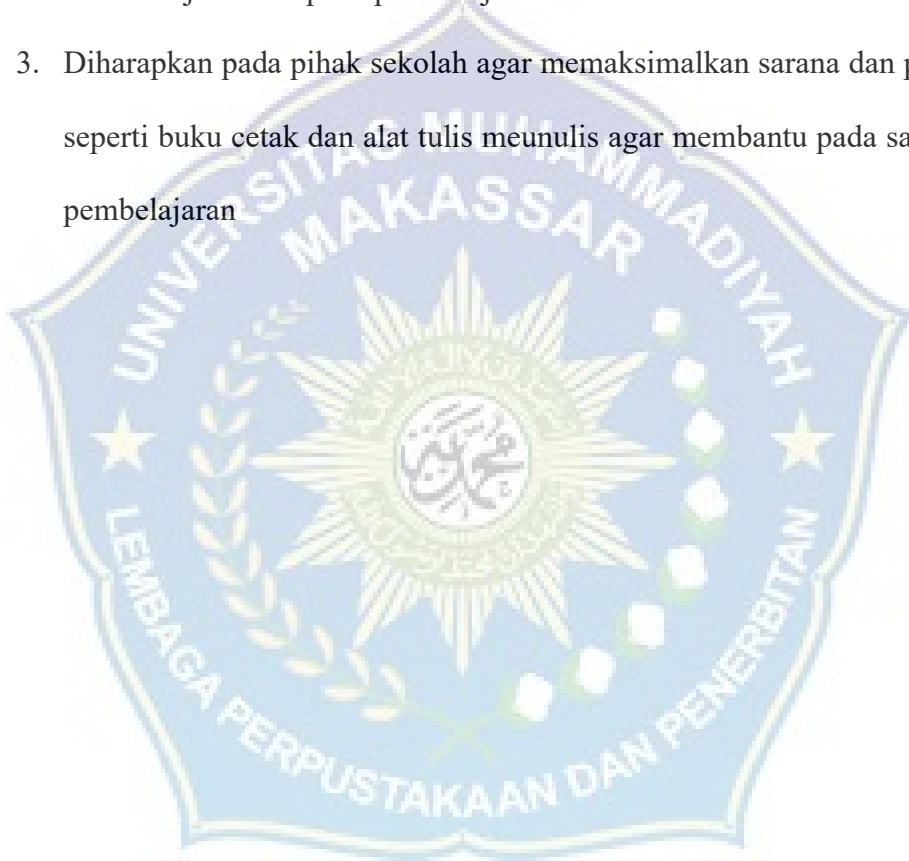 3. Diharapkan pada pihak sekolah agar memaksimalkan sarana dan
seperti buku cetak dan alat tulis meunulis agar membantu pada
pembelajaran
UNIVERSITAS MUHAMMADIYAH
MAKASSAR
LEMBAGA PERPUSTAKAAN DAN PENERBITAN